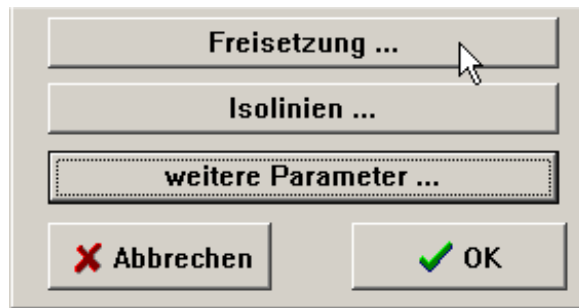 Freisetzung ...
Isolinien ...
weitere Parameter ...
Abbrechen OK